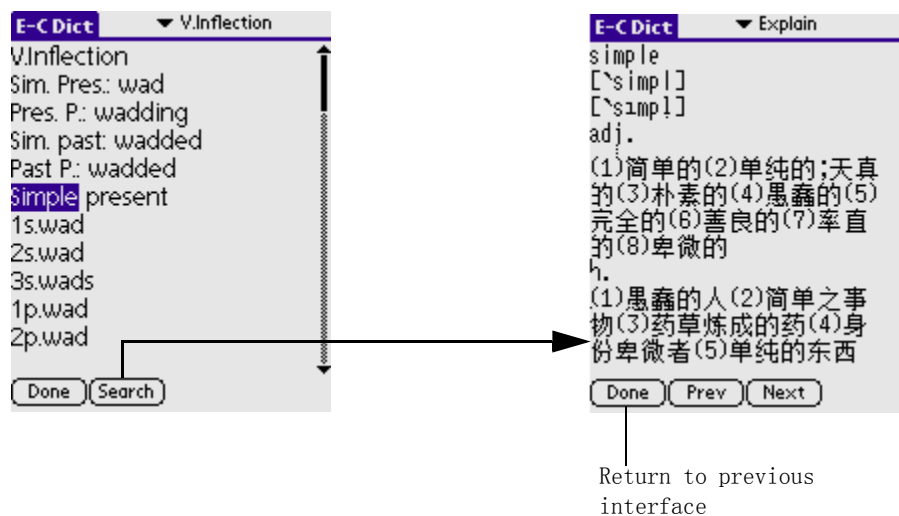 E-C Dict
V.Inflection
V.Inflection
Sim. Pres.: wad
Pres. P.: wadding
Sim. past: wadded
Past P.: wadded
Simple present
1s.wad
2s.wad
3s.wads
1p.wad
2p.wad
Done
Search
E-C Dict
Explain
simple
[`simpl]
[`sɪmpl̩]
adj.
(1)简单的(2)单纯的;天真
的(3)朴素的(4)愚蠢的(5)
完全的(6)善良的(7)率直
的(8)卑微的
n.
(1)愚蠢的人(2)简单之事
物(3)药草炼成的药(4)身
份卑微者(5)单纯的东西
Done
Prev
Next
Return to previous
interface